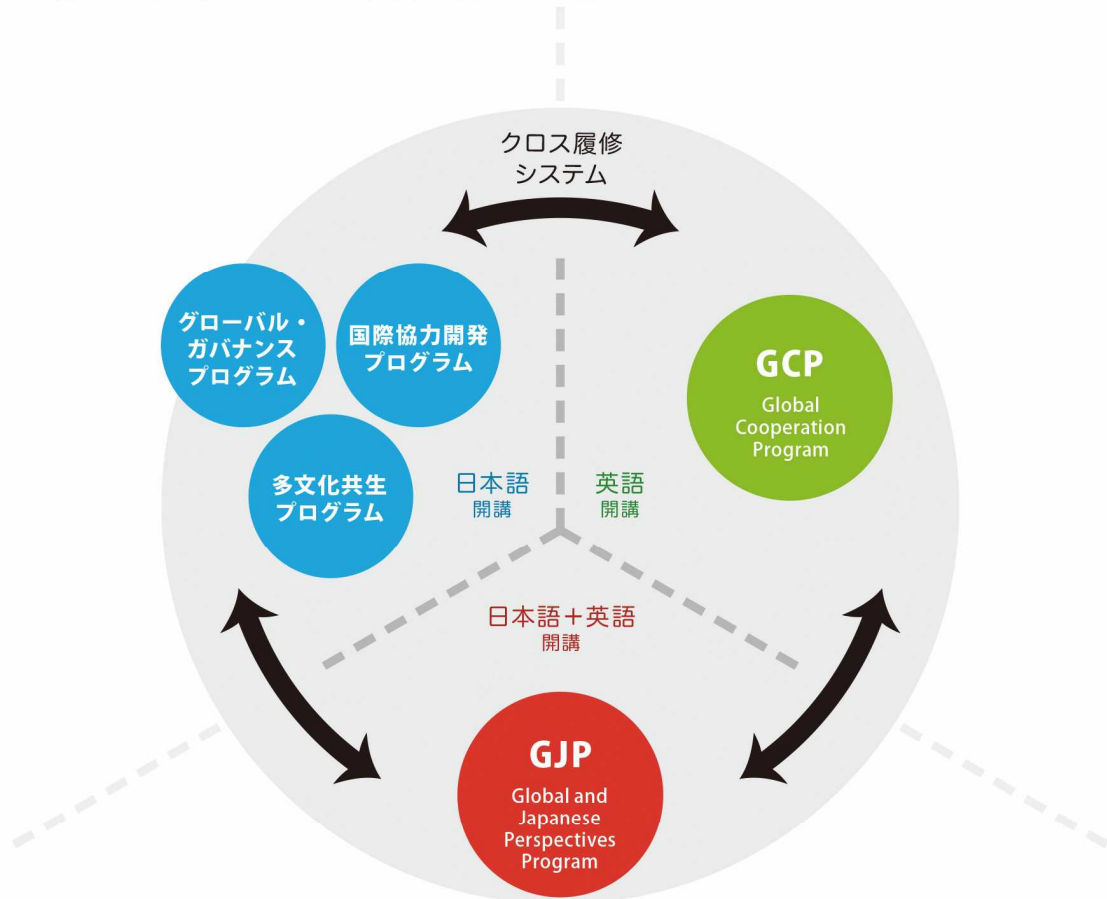 クロス履修
システム
グローバル・
ガバナンス
プログラム
国際協力開発
プログラム
多文化共生
プログラム
日本語
開講
英語
開講
GCP
Global
Cooperation
Program
日本語+英語
開講
GJP
Global and
Japanese
Perspectives
Program